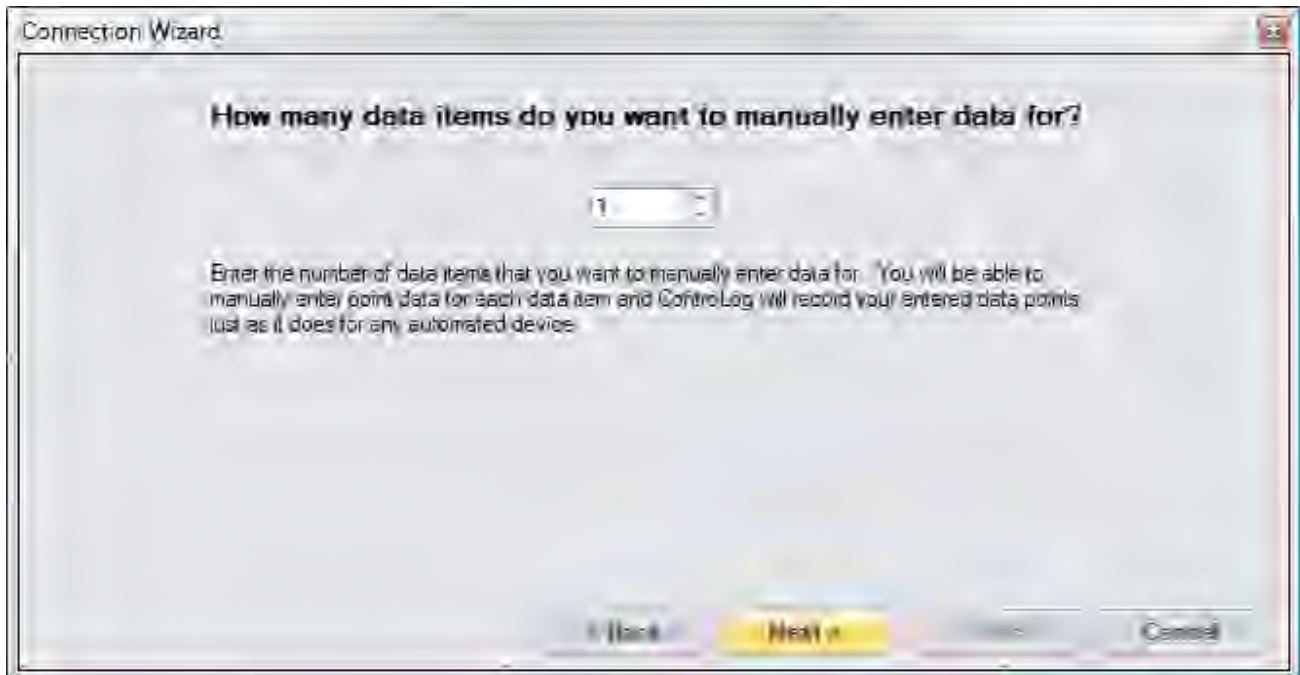 Connection Wizard
How many data items do you want to manually enter data for?
1
Enter the number of data items that you want to manually enter data for. You will be able to
manually enter point data for each data item and ControLog will record your entered data points
just as it does for any automated device.
< Back
Next >
Cancel